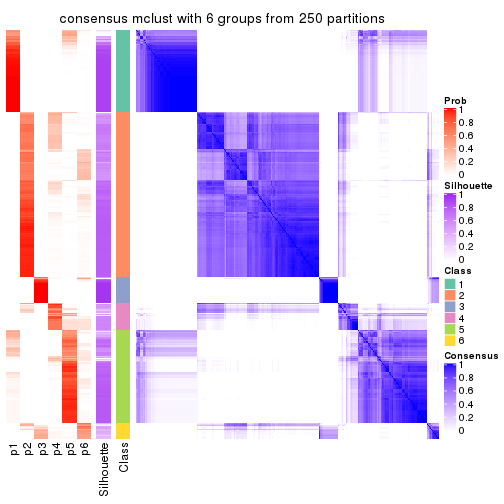 consensus mclust with 6 groups from 250 partitions
Prob
1
0.8
0.6
0.4
0.2
0
Silhouette
1
0.8
0.6
0.4
0.2
0
Class
1
2
3
4
5
6
Consensus
1
0.8
0.6
0.4
0.2
0
p1
p2
p3
p4
p5
p6
Silhouette
Class